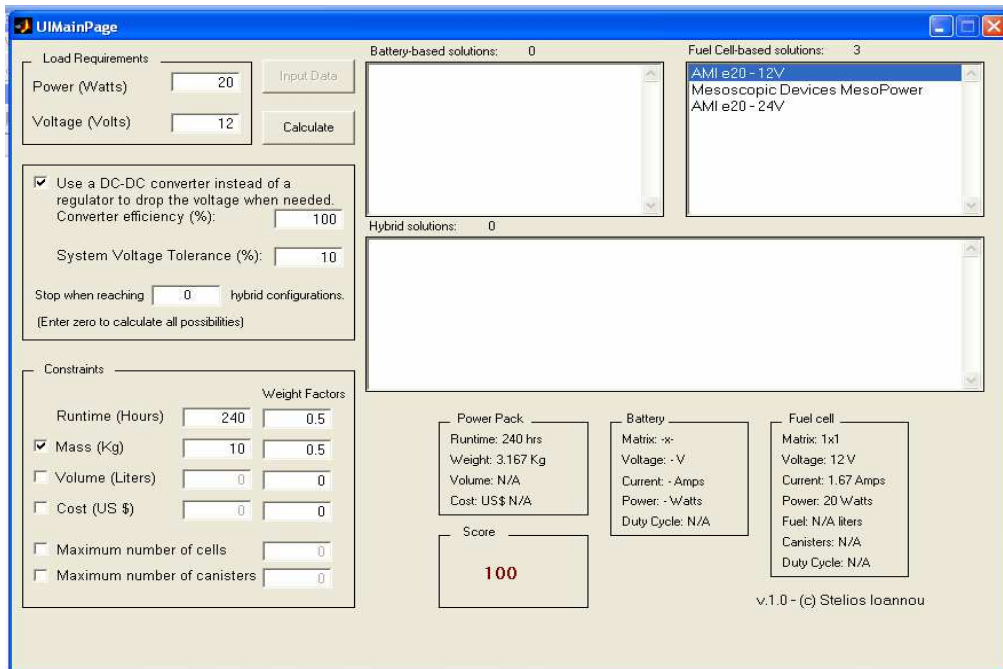 UIMainPage
Load Requirements
Power (Watts) 20
Voltage (Volts) 12
Input Data
Calculate
Use a DC-DC converter instead of a
regulator to drop the voltage when needed.
Converter efficiency (%): 100
System Voltage Tolerance (%): 10
Stop when reaching 0 hybrid configurations.
(Enter zero to calculate all possibilities)
Constraints
Weight Factors
Runtime (Hours) 240 0.5
Mass (Kg) 10 0.5
Volume (Liters) 0 0
Cost (US $) 0 0
Maximum number of cells 0
Maximum number of canisters 0
Battery-based solutions: 0
Fuel Cell-based solutions: 3
AMI e20 - 12V
Mesoscopic Devices MesoPower
AMI e20 - 24V
Hybrid solutions: 0
Power Pack
Runtime: 240 hrs
Weight: 3.167 Kg
Volume: N/A
Cost: US$ N/A
Score
100
Battery
Matrix: -x-
Voltage: - V
Current: - Amps
Power: - Watts
Duty Cycle: N/A
Fuel cell
Matrix: 1x1
Voltage: 12 V
Current: 1.67 Amps
Power: 20 Watts
Fuel: N/A liters
Canisters: N/A
Duty Cycle: N/A
v.1.0 - (c) Stelios Ioannou